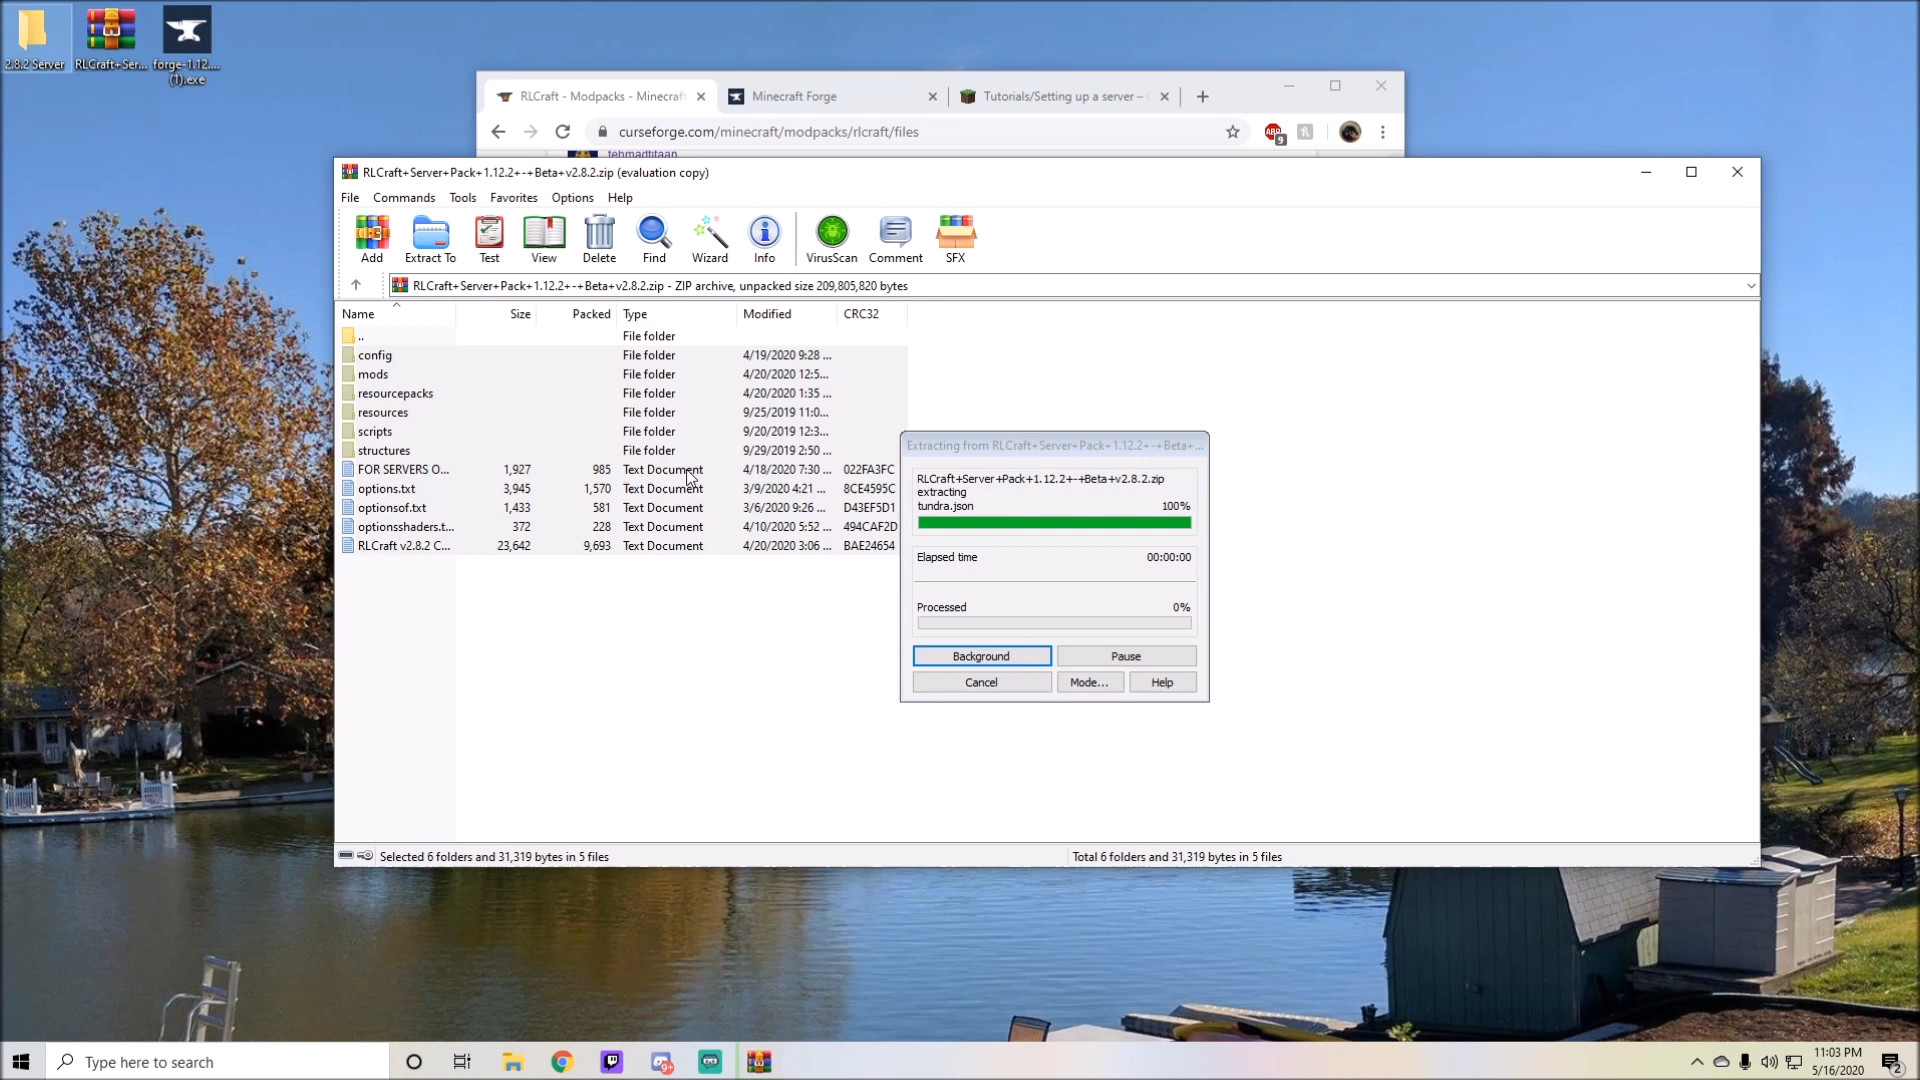 2.8.2 Server
RLCraft+Ser...
forge-1.12....
(1).exe
RLCraft - Modpacks - Minecraft
Minecraft Forge
Tutorials/Setting up a server –
curseforge.com/minecraft/modpacks/rlcraft/files
ABP
9
tehmadtitaan
RLCraft+Server+Pack+1.12.2+-+Beta+v2.8.2.zip (evaluation copy)
File Commands Tools Favorites Options Help
Add Extract To Test View Delete Find Wizard Info VirusScan Comment SFX
RLCraft+Server+Pack+1.12.2+-+Beta+v2.8.2.zip - ZIP archive, unpacked size 209,805,820 bytes
Name Size Packed Type Modified CRC32
.. File folder
config File folder 4/19/2020 9:28 ...
mods File folder 4/20/2020 12:5...
resourcepacks File folder 4/20/2020 1:35 ...
resources File folder 9/25/2019 11:0...
scripts File folder 9/20/2019 12:3...
structures File folder 9/29/2019 2:50 ...
FOR SERVERS O... 1,927 985 Text Document 4/18/2020 7:30 ... 022FA3FC
options.txt 3,945 1,570 Text Document 3/9/2020 4:21 ... 8CE4595C
optionsof.txt 1,433 581 Text Document 3/6/2020 9:26 ... D43EF5D1
optionsshaders.t... 372 228 Text Document 4/10/2020 5:52 ... 494CAF2D
RLCraft v2.8.2 C... 23,642 9,693 Text Document 4/20/2020 3:06 ... BAE24654
Extracting from RLCraft+Server+Pack+1.12.2+-+Beta+...
RLCraft+Server+Pack+1.12.2+-+Beta+v2.8.2.zip
extracting
tundra.json 100%
Elapsed time 00:00:00
Processed 0%
Background Pause
Cancel Mode... Help
Selected 6 folders and 31,319 bytes in 5 files
Total 6 folders and 31,319 bytes in 5 files
Type here to search
9+
11:03 PM
5/16/2020
2